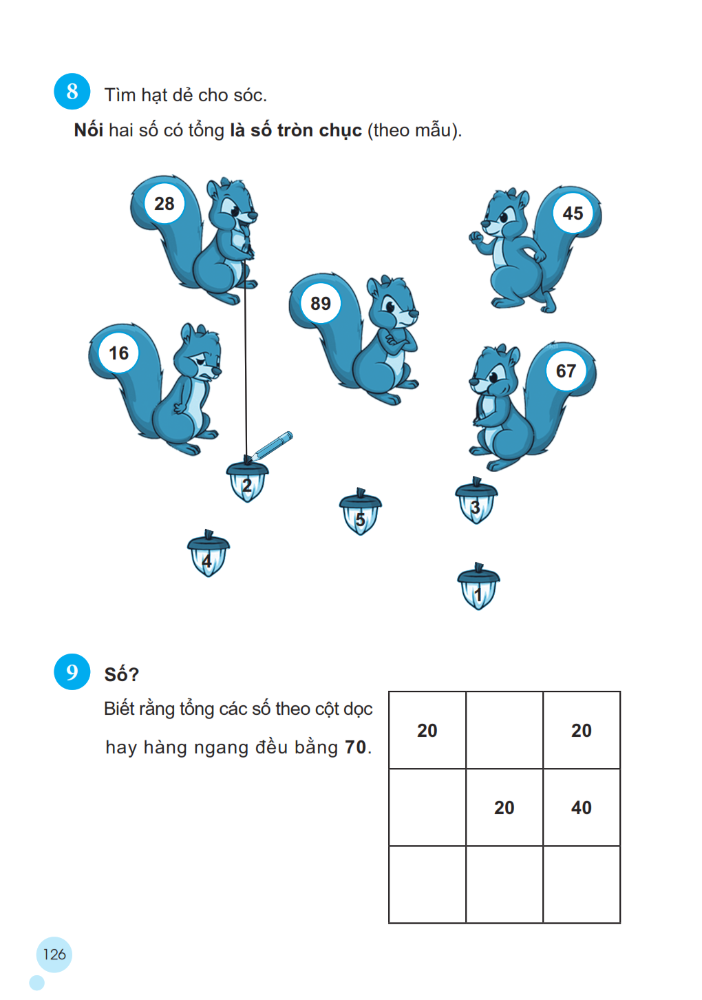 8 Tìm hạt dẻ cho sóc.
Nối hai số có tổng là số tròn chục (theo mẫu).
28
45
89
16
67
2
5
3
4
1
9 Số?
Biết rằng tổng các số theo cột dọc
hay hàng ngang đều bằng 70.
20 20
20 40
126